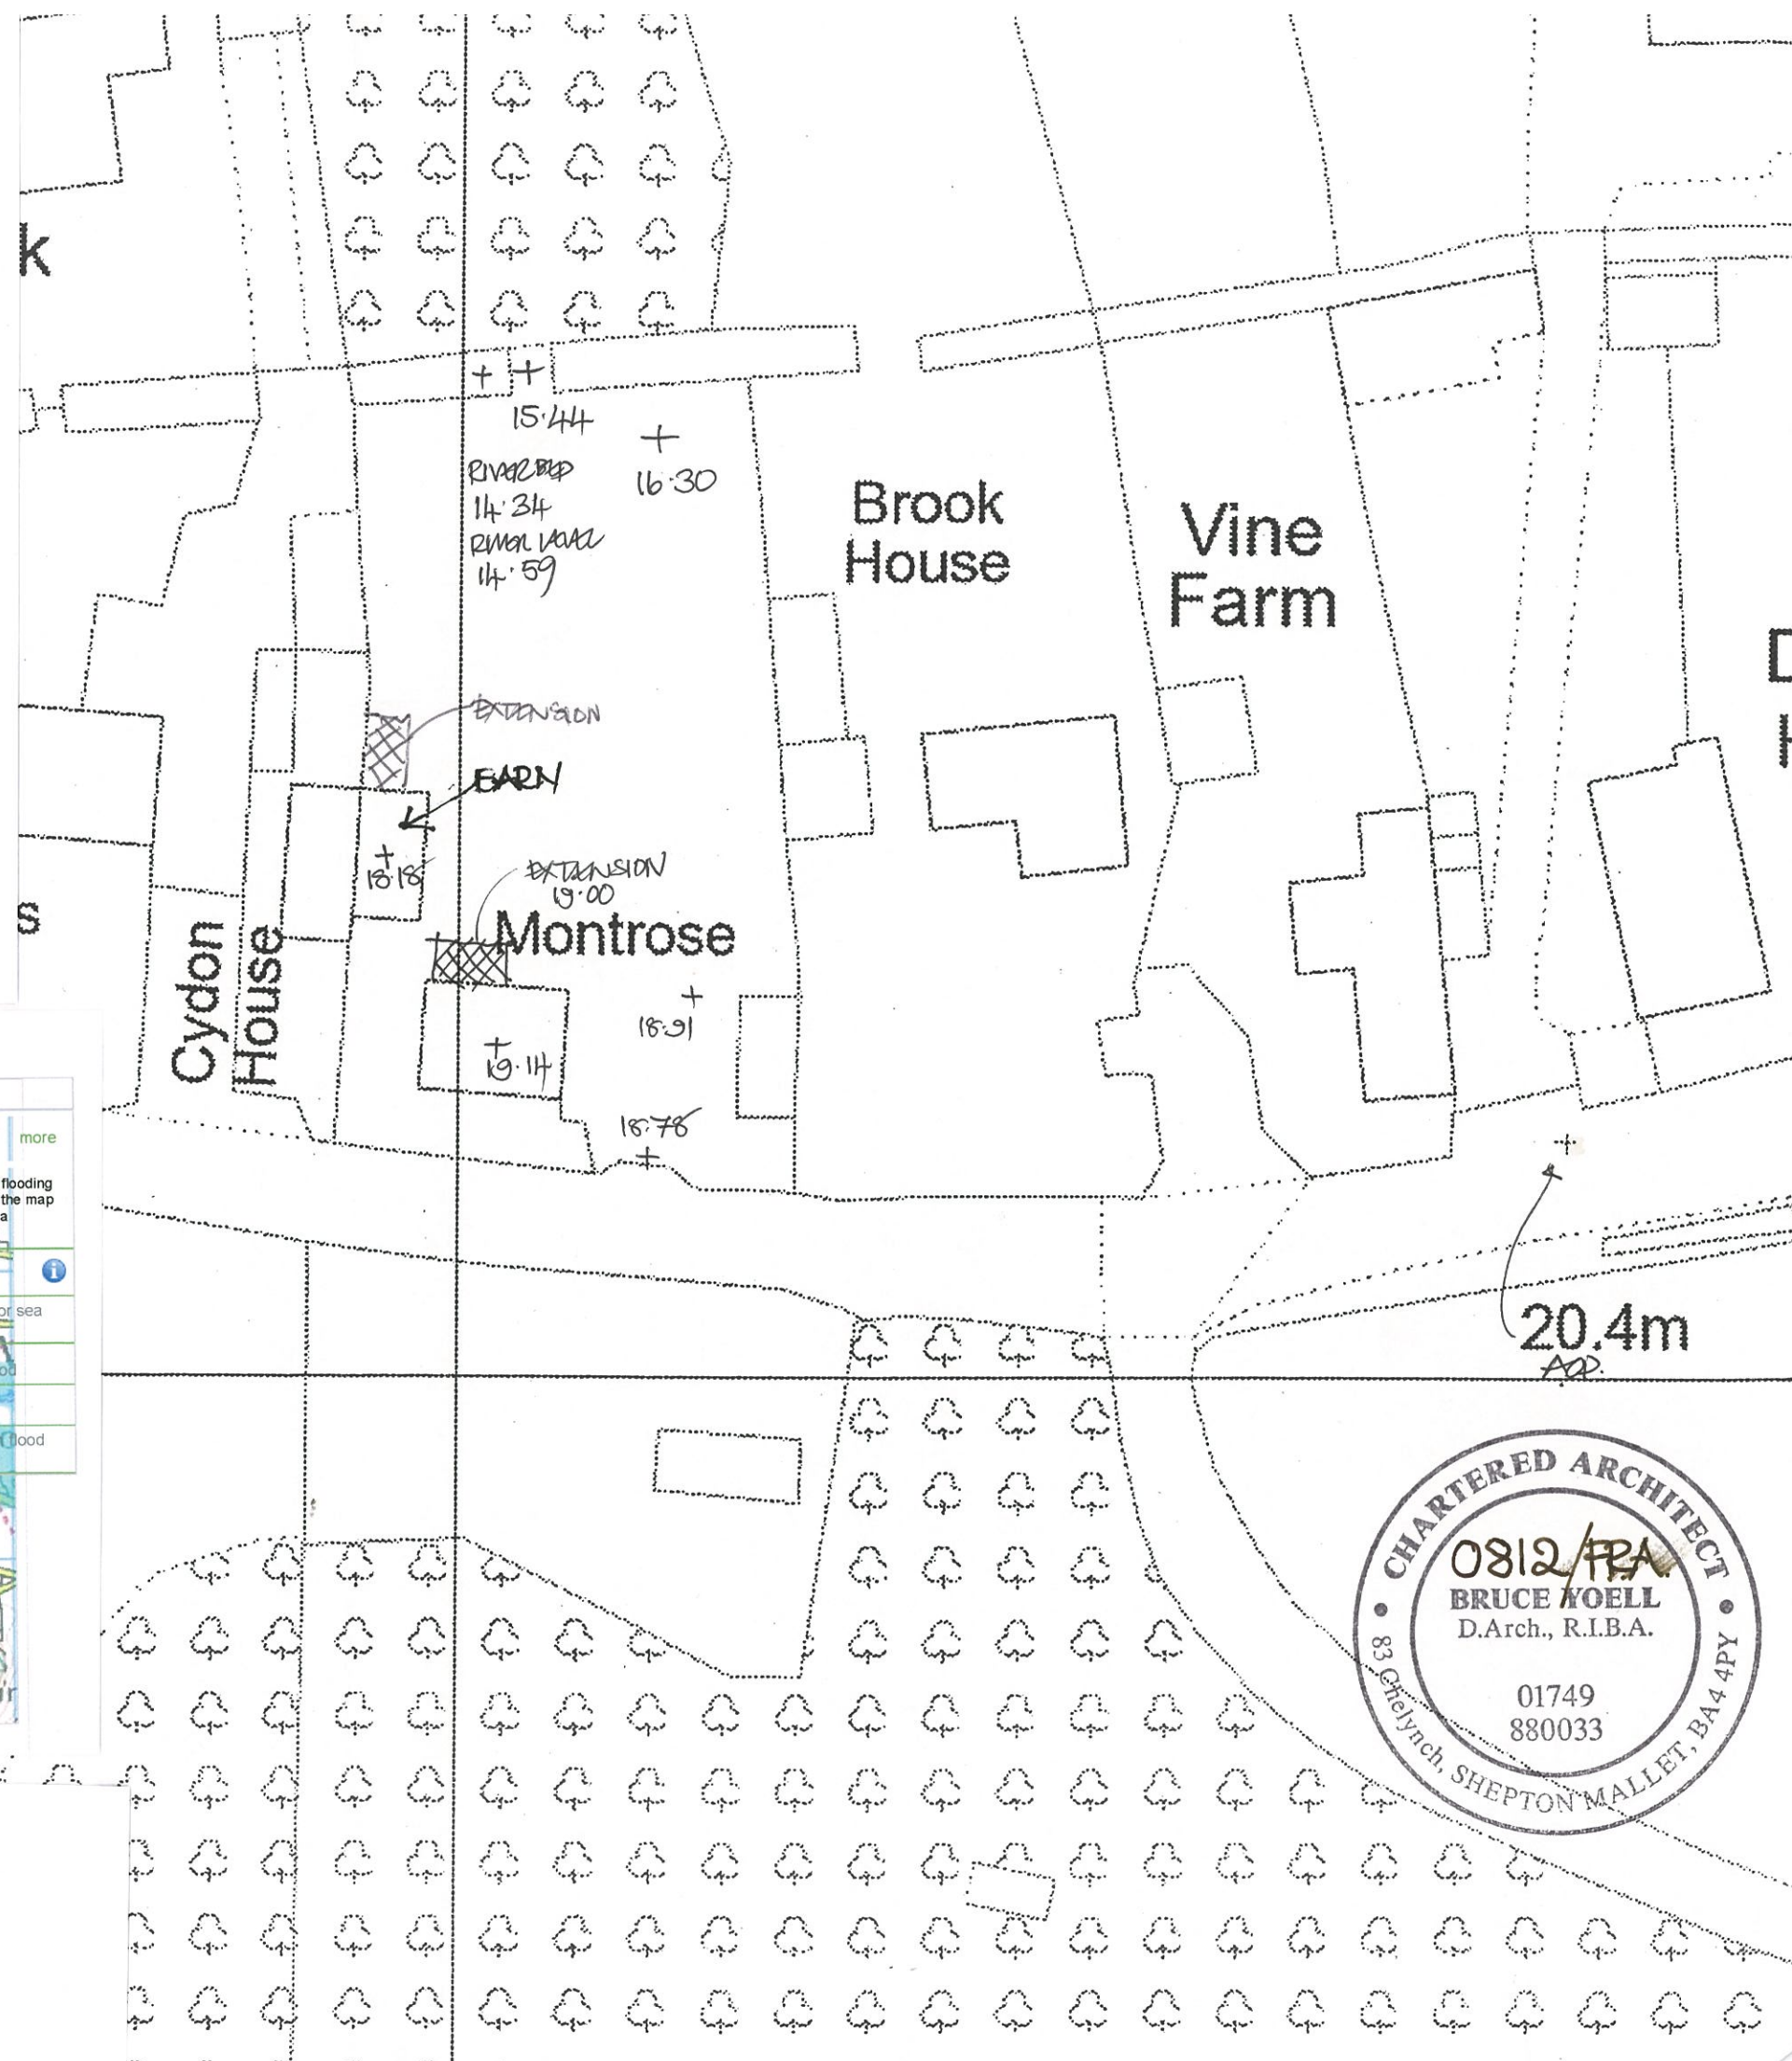 k
15.44
RIVER BED
14.34
RIVER LEVEL
14.59
16.30
Brook
House
Vine
Farm
D
H
EXTENSION
BARN
18.18
EXTENSION
19.00
Montrose
s
Cydon
House
18.91
19.14
18.78
more
flooding
the map
a
or sea
od
flood
20.4m
AOD.
CHARTERED ARCHITECT
0812/FRA
BRUCE YOELL
D.Arch., R.I.B.A.
01749
880033
83 Chelynch, SHEPTON MALLET, BA4 4PY